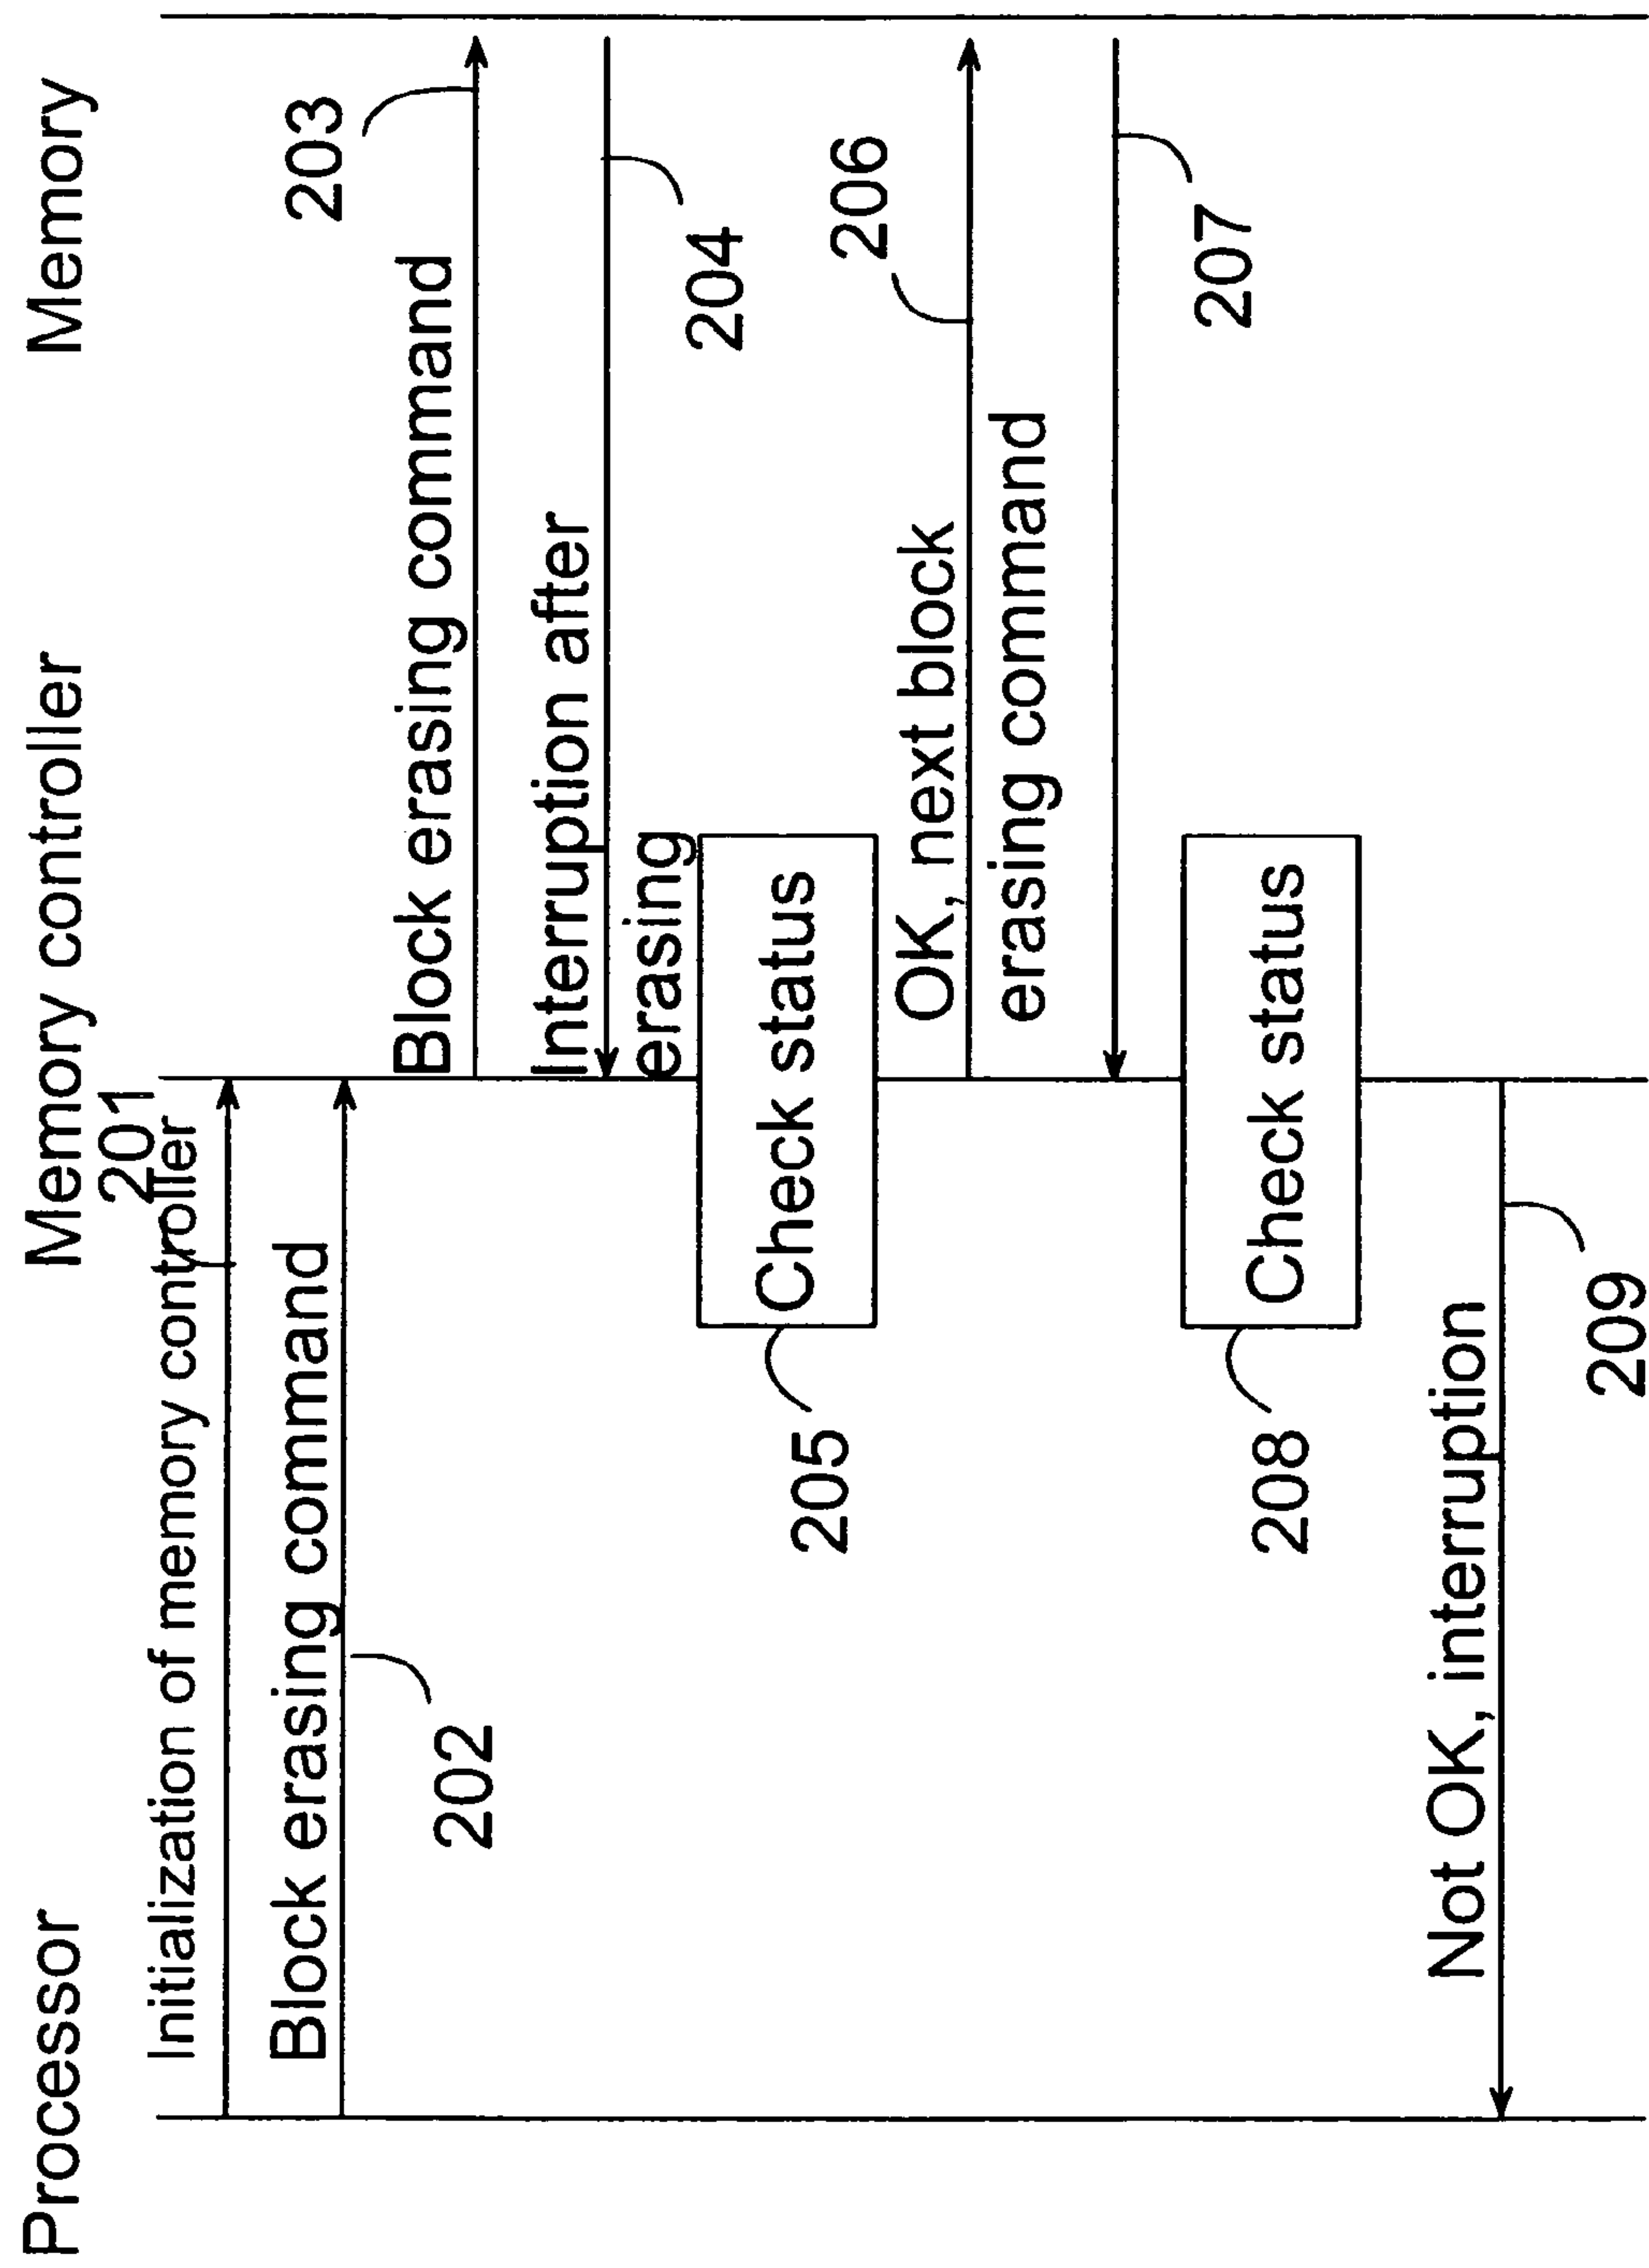 Processor
Memory controller
Memory
201
Initialization of memory controller
Block erasing command
202
Block erasing command
203
Interruption after
erasing
204
Check status
205
OK, next block
erasing command
206
207
Check status
208
Not OK, interruption
209